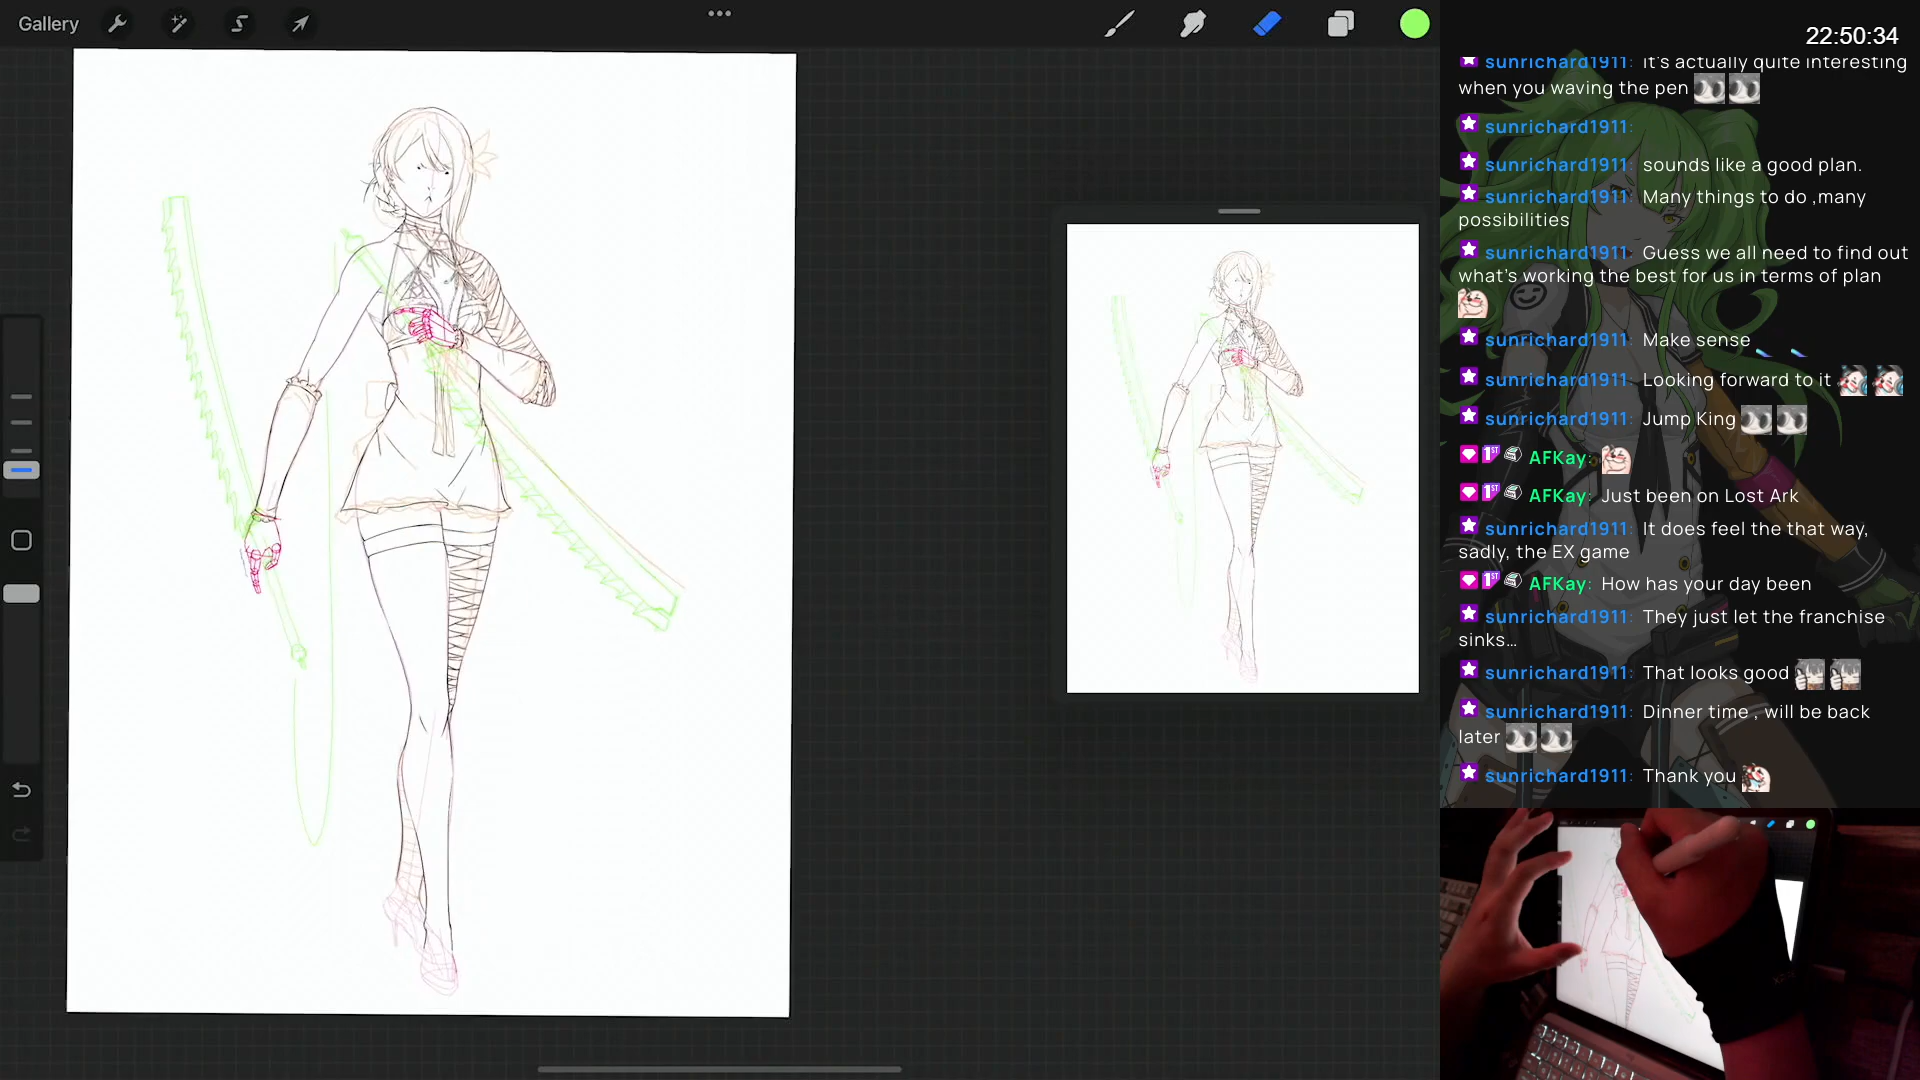 Gallery
22:50:34
sunrichard1911: it's actually quite interesting
when you waving the pen
sunrichard1911:
sunrichard1911: sounds like a good plan.
sunrichard1911: Many things to do ,many
possibilities
sunrichard1911: Guess we all need to find out
what's working the best for us in terms of plan
sunrichard1911: Make sense
sunrichard1911: Looking forward to it
sunrichard1911: Jump King
1ST AFKay:
1ST AFKay: Just been on Lost Ark
sunrichard1911: It does feel the that way,
sadly, the EX game
1ST AFKay: How has your day been
sunrichard1911: They just let the franchise
sinks…
sunrichard1911: That looks good
sunrichard1911: Dinner time , will be back
later
sunrichard1911: Thank you